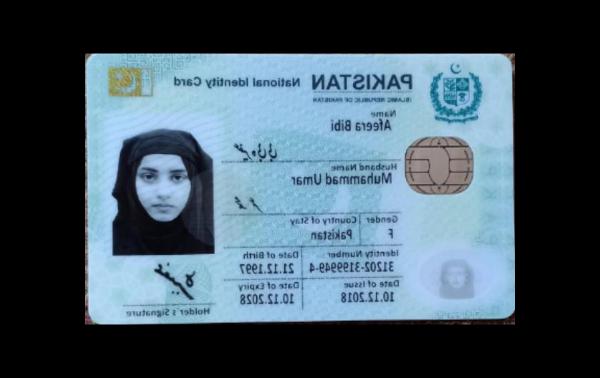 PAKISTAN National Identity Card
ISLAMIC REPUBLIC OF PAKISTAN
Name
Afeera Bibi
Husband Name
Muhammad Umar
Gender Country of Stay
F Pakistan
Identity Number Date of Birth
31202-3199949-4 21.12.1997
Date of Issue Date of Expiry
10.12.2018 10.12.2028
Holder's Signature